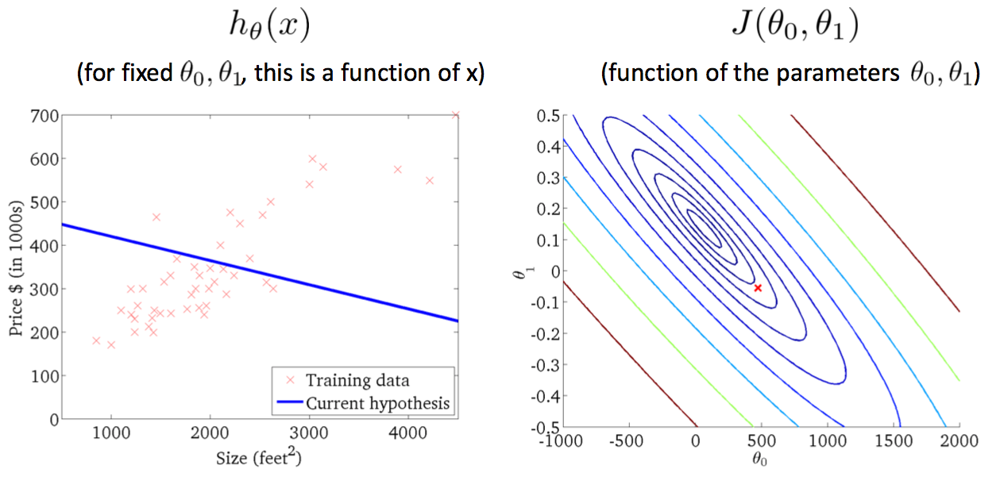 hθ(x)
(for fixed θ₀, θ₁, this is a function of x)
700
600
500
400
300
200
100
0
Price $ (in 1000s)
Training data
Current hypothesis
1000 2000 3000 4000
Size (feet²)
J(θ₀, θ₁)
(function of the parameters θ₀, θ₁)
0.5
0.4
0.3
0.2
0.1
0
-0.1
-0.2
-0.3
-0.4
-0.5
θ₁
-1000 -500 0 500 1000 1500 2000
θ₀